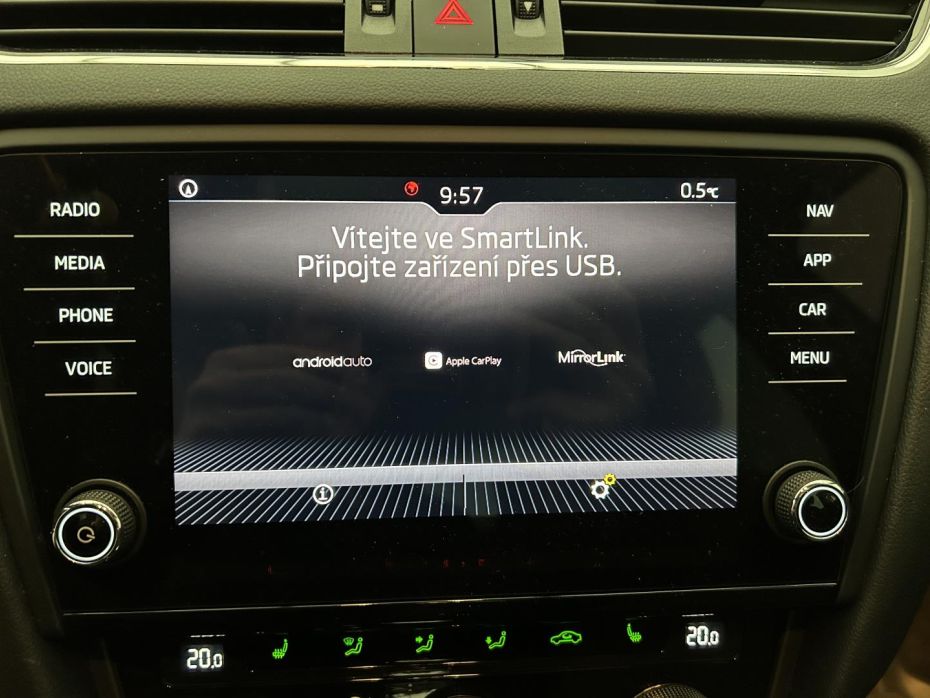 9:57
0.5°C
RADIO
MEDIA
PHONE
VOICE
Vítejte ve SmartLink.
Připojte zařízení přes USB.
androidauto
Apple CarPlay
MirrorLink
NAV
APP
CAR
MENU
20.0
20.0